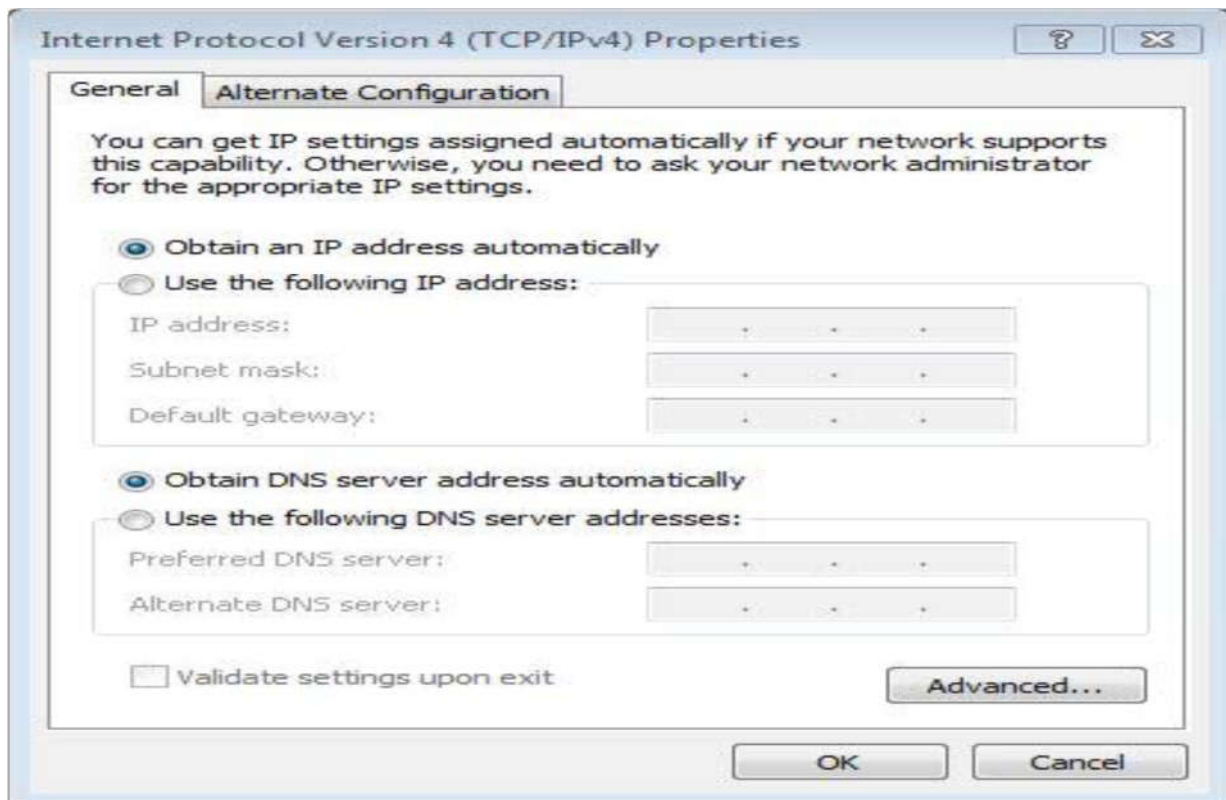 Internet Protocol Version 4 (TCP/IPv4) Properties
General
Alternate Configuration
You can get IP settings assigned automatically if your network supports
this capability. Otherwise, you need to ask your network administrator
for the appropriate IP settings.
Obtain an IP address automatically
Use the following IP address:
IP address:
Subnet mask:
Default gateway:
Obtain DNS server address automatically
Use the following DNS server addresses:
Preferred DNS server:
Alternate DNS server:
Validate settings upon exit
Advanced...
OK
Cancel